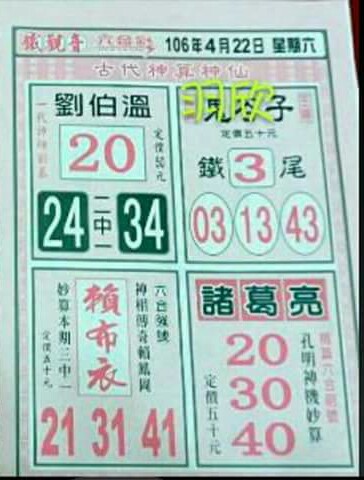 鐵觀音 六合彩 106年4月22日 星期六
古代神算神仙
劉伯溫
一代神師劉基
20
定價50元
24 二中一 34
羽欣
鬼谷子
定價五十元
鐵 3 尾
03 13 43
六合強號
神棍傳奇賴鳳岡
賴布衣
妙算本期三中一
定價五十元
21 31 41
諸葛亮
孔明神機妙算
定價五十元
20
30
40